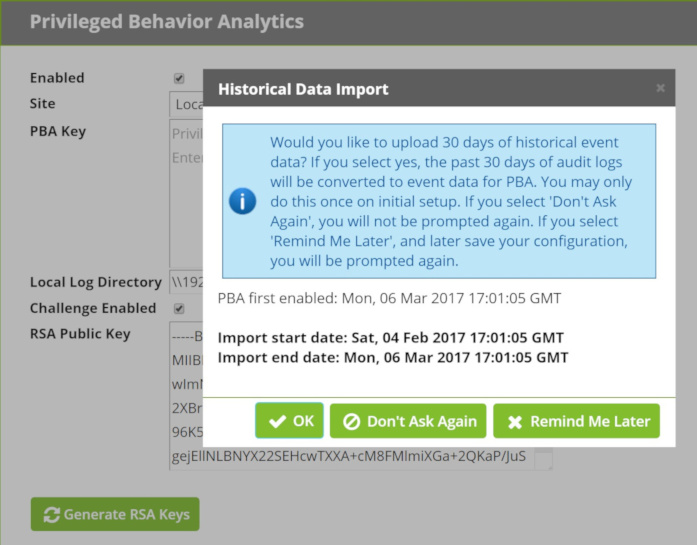 Privileged Behavior Analytics
Enabled
Site
Loca
PBA Key
Privil
Enter
Historical Data Import
Would you like to upload 30 days of historical event
data? If you select yes, the past 30 days of audit logs
will be converted to event data for PBA. You may only
do this once on initial setup. If you select 'Don't Ask
Again', you will not be prompted again. If you select
'Remind Me Later', and later save your configuration,
you will be prompted again.
PBA first enabled: Mon, 06 Mar 2017 17:01:05 GMT
Import start date: Sat, 04 Feb 2017 17:01:05 GMT
Import end date: Mon, 06 Mar 2017 17:01:05 GMT
OK
Don't Ask Again
Remind Me Later
Local Log Directory
\\192
Challenge Enabled
RSA Public Key
-----B
MIIB
2XBr
96K5
Generate RSA Keys